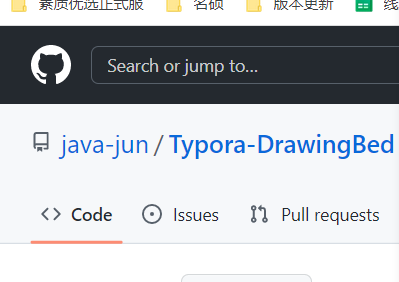 素质优选正式服 名硕 版本更新 线
Search or jump to...
java-jun / Typora-DrawingBed
Code Issues Pull requests